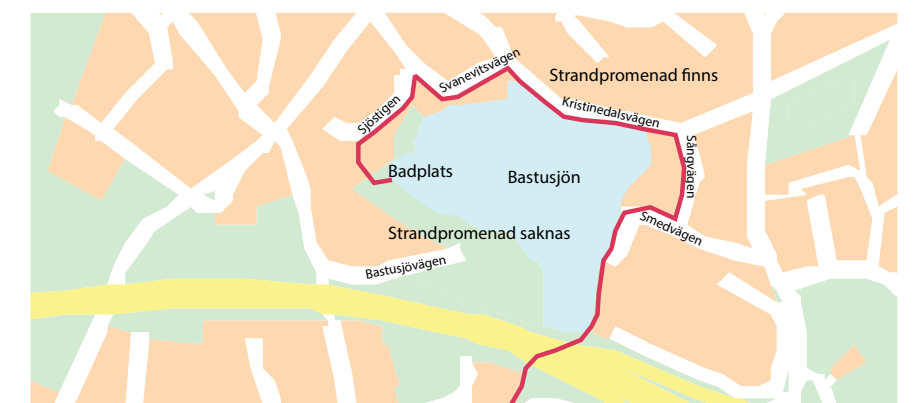 Svanevitsvägen
Strandpromenad finns
Sjöstigen
Kristinedalsvägen
Sångvägen
Badplats
Bastusjön
Smedvägen
Strandpromenad saknas
Bastusjövägen